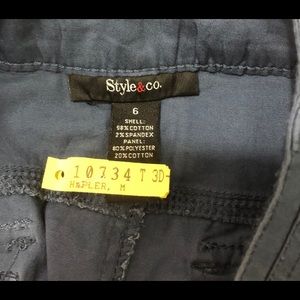 Style&co.
6
SHELL:
98% COTTON
2% SPANDEX
PANEL:
80% POLYESTER
20% COTTON
10734 T 3D
M